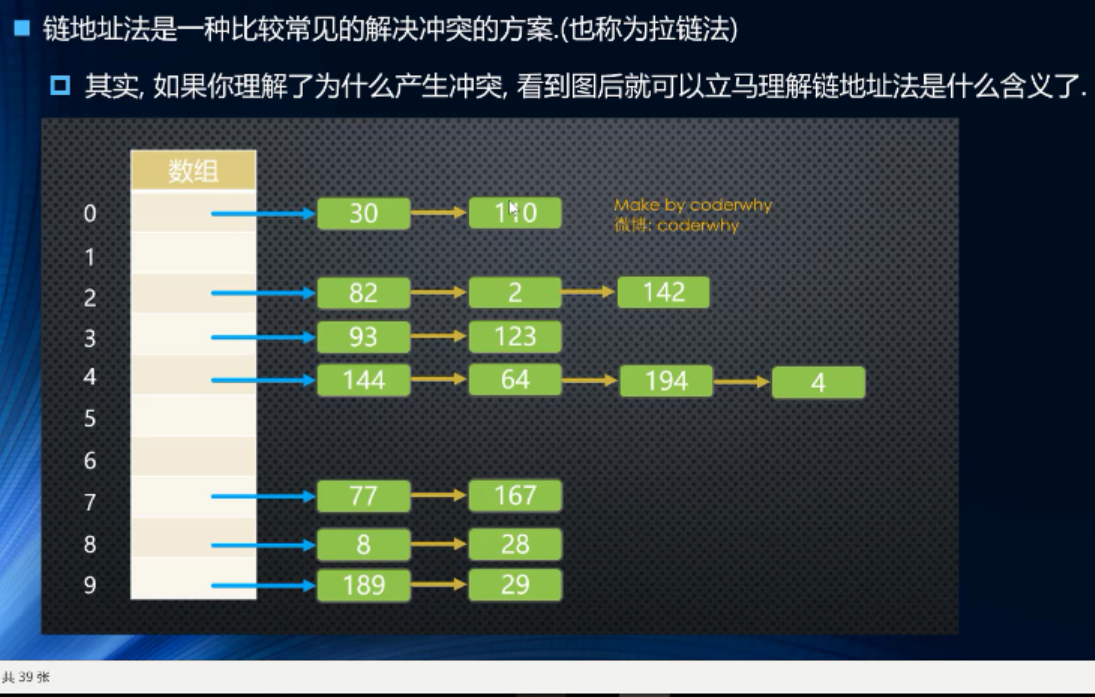 链地址法是一种比较常见的解决冲突的方案.(也称为拉链法)
其实, 如果你理解了为什么产生冲突, 看到图后就可以立马理解链地址法是什么含义了.
数组
0 30 110 Make by coderwhy
微博: coderwhy
1
2 82 2 142
3 93 123
4 144 64 194 4
5
6
7 77 167
8 8 28
9 189 29
共 39 张